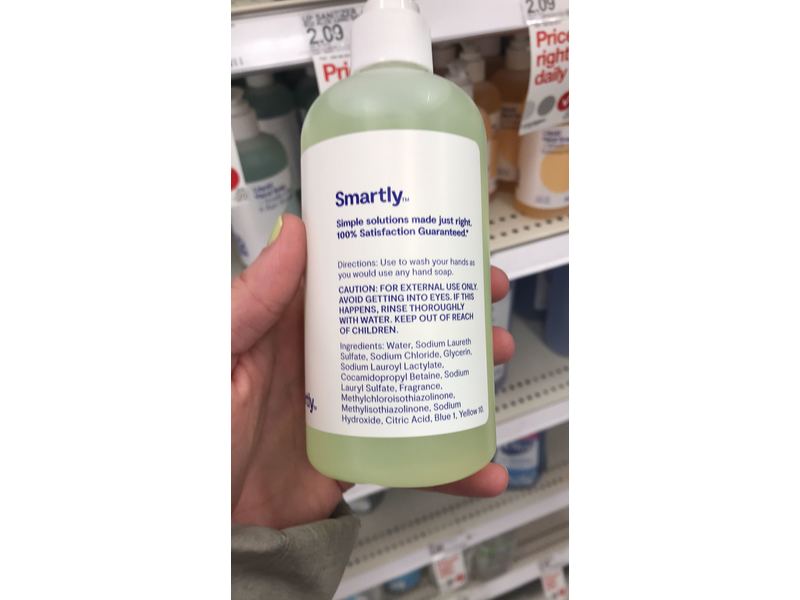 2.09
2.09
Pri
Price
right
daily
Smartly™
Simple solutions made just right.
100% Satisfaction Guaranteed.*
Directions: Use to wash your hands as
you would use any hand soap.
CAUTION: FOR EXTERNAL USE ONLY.
AVOID GETTING INTO EYES. IF THIS
HAPPENS, RINSE THOROUGHLY
WITH WATER. KEEP OUT OF REACH
OF CHILDREN.
Ingredients: Water, Sodium Laureth
Sulfate, Sodium Chloride, Glycerin,
Sodium Lauroyl Lactylate,
Cocamidopropyl Betaine, Sodium
Lauryl Sulfate, Fragrance,
Methylchloroisothiazolinone,
Methylisothiazolinone, Sodium
Hydroxide, Citric Acid, Blue 1, Yellow 10.
tly™